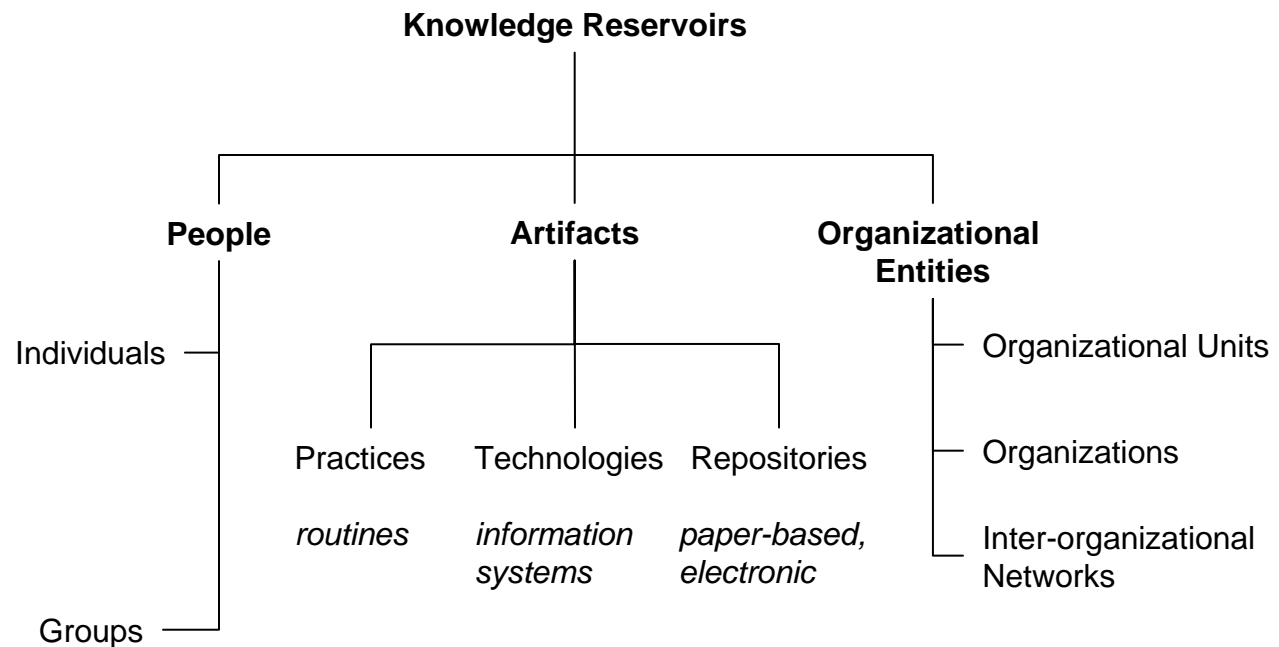 Knowledge Reservoirs
People
Artifacts
Organizational
Entities
Individuals
Groups
Practices
routines
Technologies
information
systems
Repositories
paper-based,
electronic
Organizational Units
Organizations
Inter-organizational
Networks